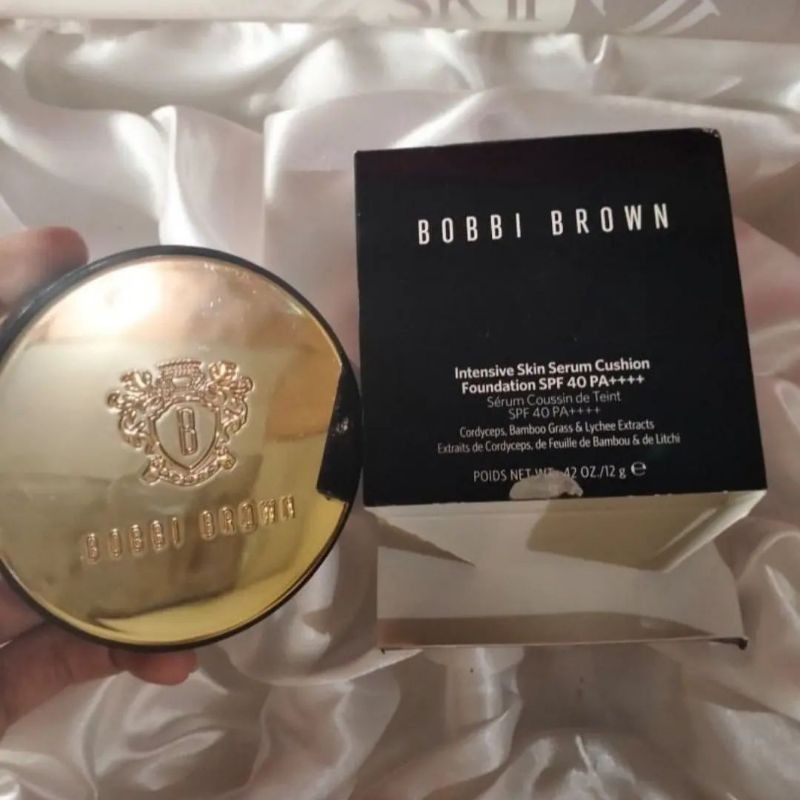 BOBBI BROWN
Intensive Skin Serum Cushion
Foundation SPF 40 PA++++
Sérum Coussin de Teint
SPF 40 PA++++
Cordyceps, Bamboo Grass & Lychee Extracts
Extraits de Cordyceps, de Feuille de Bambou & de Litchi
POIDS NET WT. .42 OZ./12 g ℮
B
BOBBI BROWN